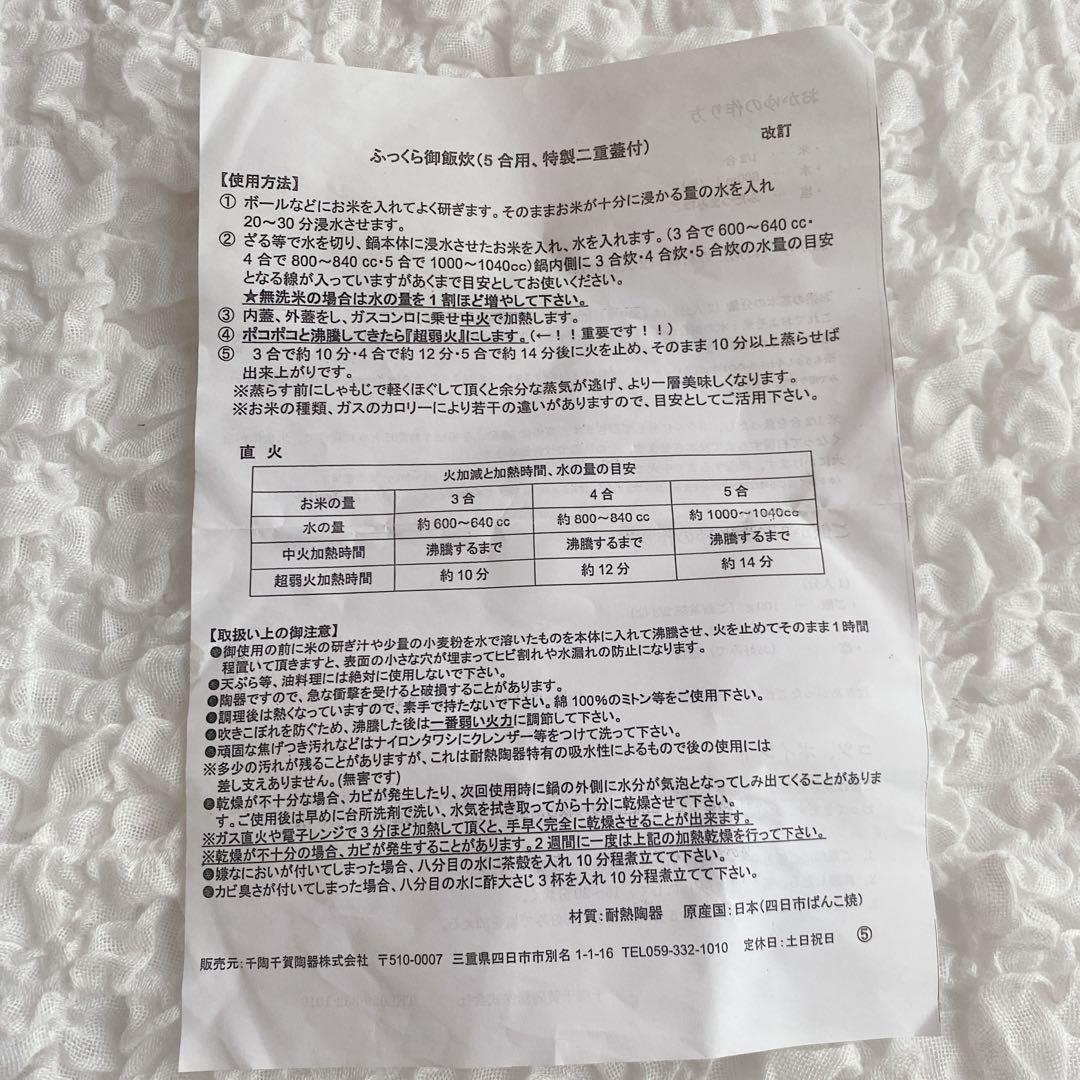 改訂
ふっくら御飯炊(5合用、特製二重蓋付)
【使用方法】
① ボールなどにお米を入れてよく研ぎます。そのままお米が十分に浸かる量の水を入れ
20～30分浸水させます。
② ざる等で水を切り、鍋本体に浸水させたお米を入れ、水を入れます。(3合で600～640cc・
4合で800～840cc・5合で1000～1040cc)鍋内側に3合炊・4合炊・5合炊の水量の目安
となる線が入っていますがあくまで目安としてお使いください。
★無洗米の場合は水の量を1割ほど増やして下さい。
③ 内蓋、外蓋をし、ガスコンロに乗せ中火で加熱します。
④ ポコポコと沸騰してきたら『超弱火』にします。(←！！重要です！！)
⑤ 3合で約10分・4合で約12分・5合で約14分後に火を止め、そのまま10分以上蒸らせば
出来上がりです。
※蒸らす前にしゃもじで軽くほぐして頂くと余分な蒸気が逃げ、より一層美味しくなります。
※お米の種類、ガスのカロリーにより若干の違いがありますので、目安としてご活用下さい。
直 火
火加減と加熱時間、水の量の目安
お米の量 3合 4合 5合
水の量 約600～640cc 約800～840cc 約1000～1040cc
中火加熱時間 沸騰するまで 沸騰するまで 沸騰するまで
超弱火加熱時間 約10分 約12分 約14分
【取扱い上の御注意】
●御使用の前に米の研ぎ汁や少量の小麦粉を水で溶いたものを本体に入れて沸騰させ、火を止めてそのまま1時間
程置いて頂きますと、表面の小さな穴が埋まってヒビ割れや水漏れの防止になります。
●天ぷら等、油料理には絶対に使用しないで下さい。
●陶器ですので、急な衝撃を受けると破損することがあります。
●調理後は熱くなっていますので、素手で持たないで下さい。綿100%のミトン等をご使用下さい。
●吹きこぼれを防ぐため、沸騰した後は一番弱い火力に調節して下さい。
●頑固な焦げつき汚れなどはナイロンタワシにクレンザー等をつけて洗って下さい。
※多少の汚れが残ることがありますが、これは耐熱陶器特有の吸水性によるもので後の使用には
差し支えありません。(無害です)
●乾燥が不十分な場合、カビが発生したり、次回使用時に鍋の外側に水分が気泡となってしみ出てくることがありま
す。ご使用後は早めに台所洗剤で洗い、水気を拭き取ってから十分に乾燥させて下さい。
※ガス直火や電子レンジで3分ほど加熱して頂くと、手早く完全に乾燥させることが出来ます。
※乾燥が不十分の場合、カビが発生することがあります。2週間に一度は上記の加熱乾燥を行って下さい。
●嫌なにおいが付いてしまった場合、八分目の水に茶殻を入れ10分程煮立てて下さい。
●カビ臭さが付いてしまった場合、八分目の水に酢大さじ3杯を入れ10分程煮立てて下さい。
材質：耐熱陶器 原産国：日本(四日市ばんこ焼)
販売元：千陶千賀陶器株式会社 〒510-0007 三重県四日市市別名1-1-16 TEL059-332-1010 定休日：土日祝日 ⑤